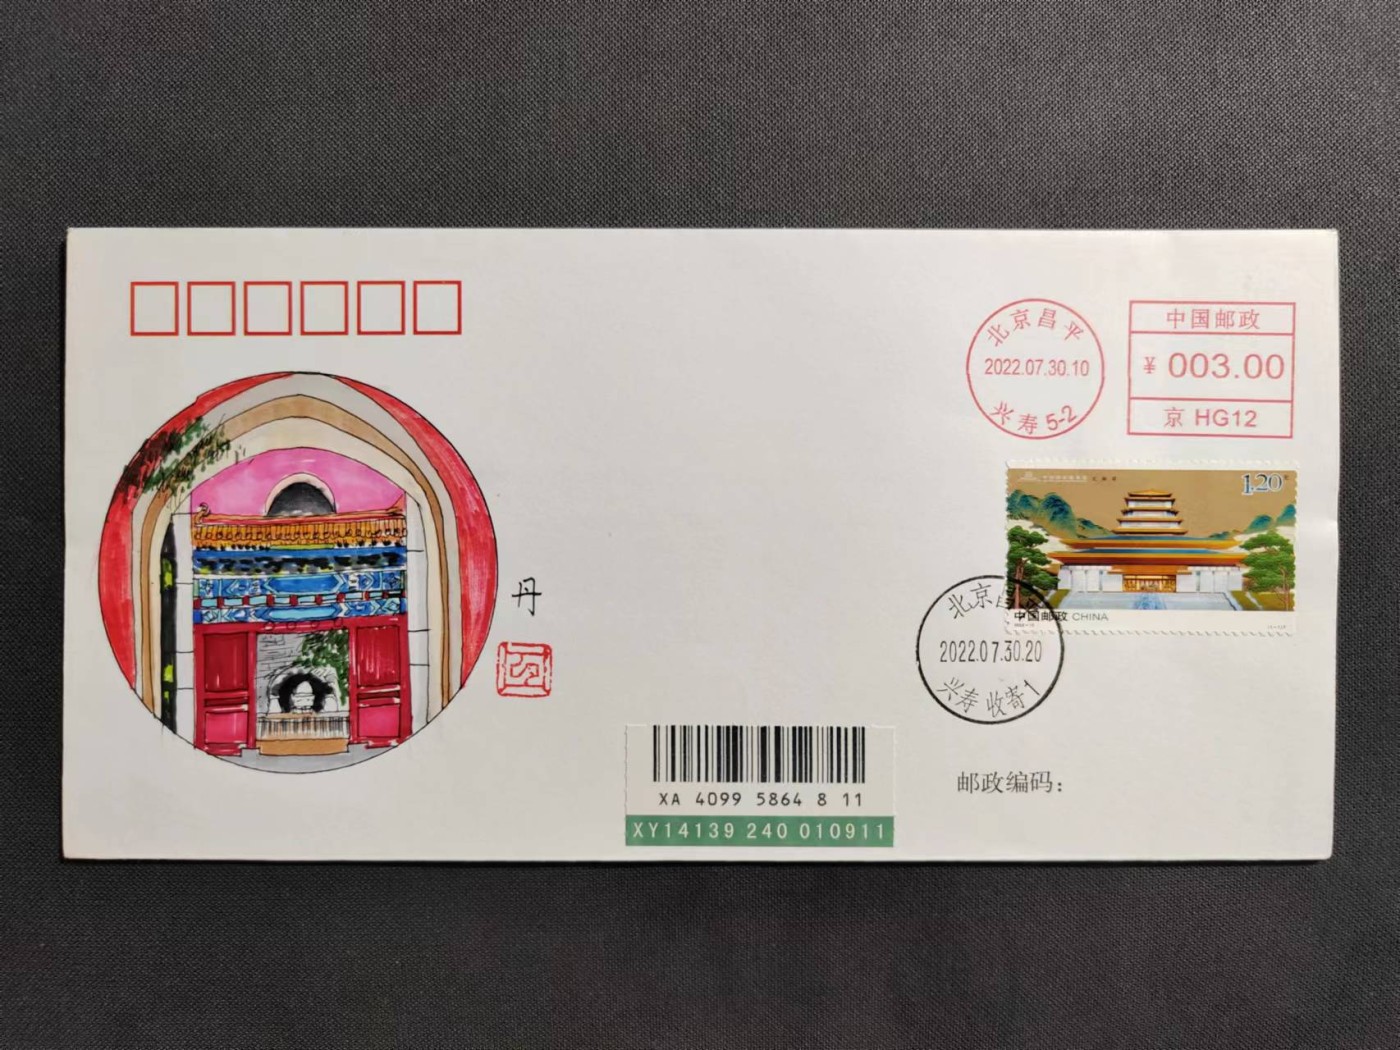 北京昌平
2022.07.30.10
兴寿5-2
中国邮政
¥ 003.00
京 HG12
1.20
中国邮政 CHINA
丹
北京昌
2022.07.30.20
兴寿 收寄1
XA 4099 5864 8 11
XY14139 240 010911
邮政编码：